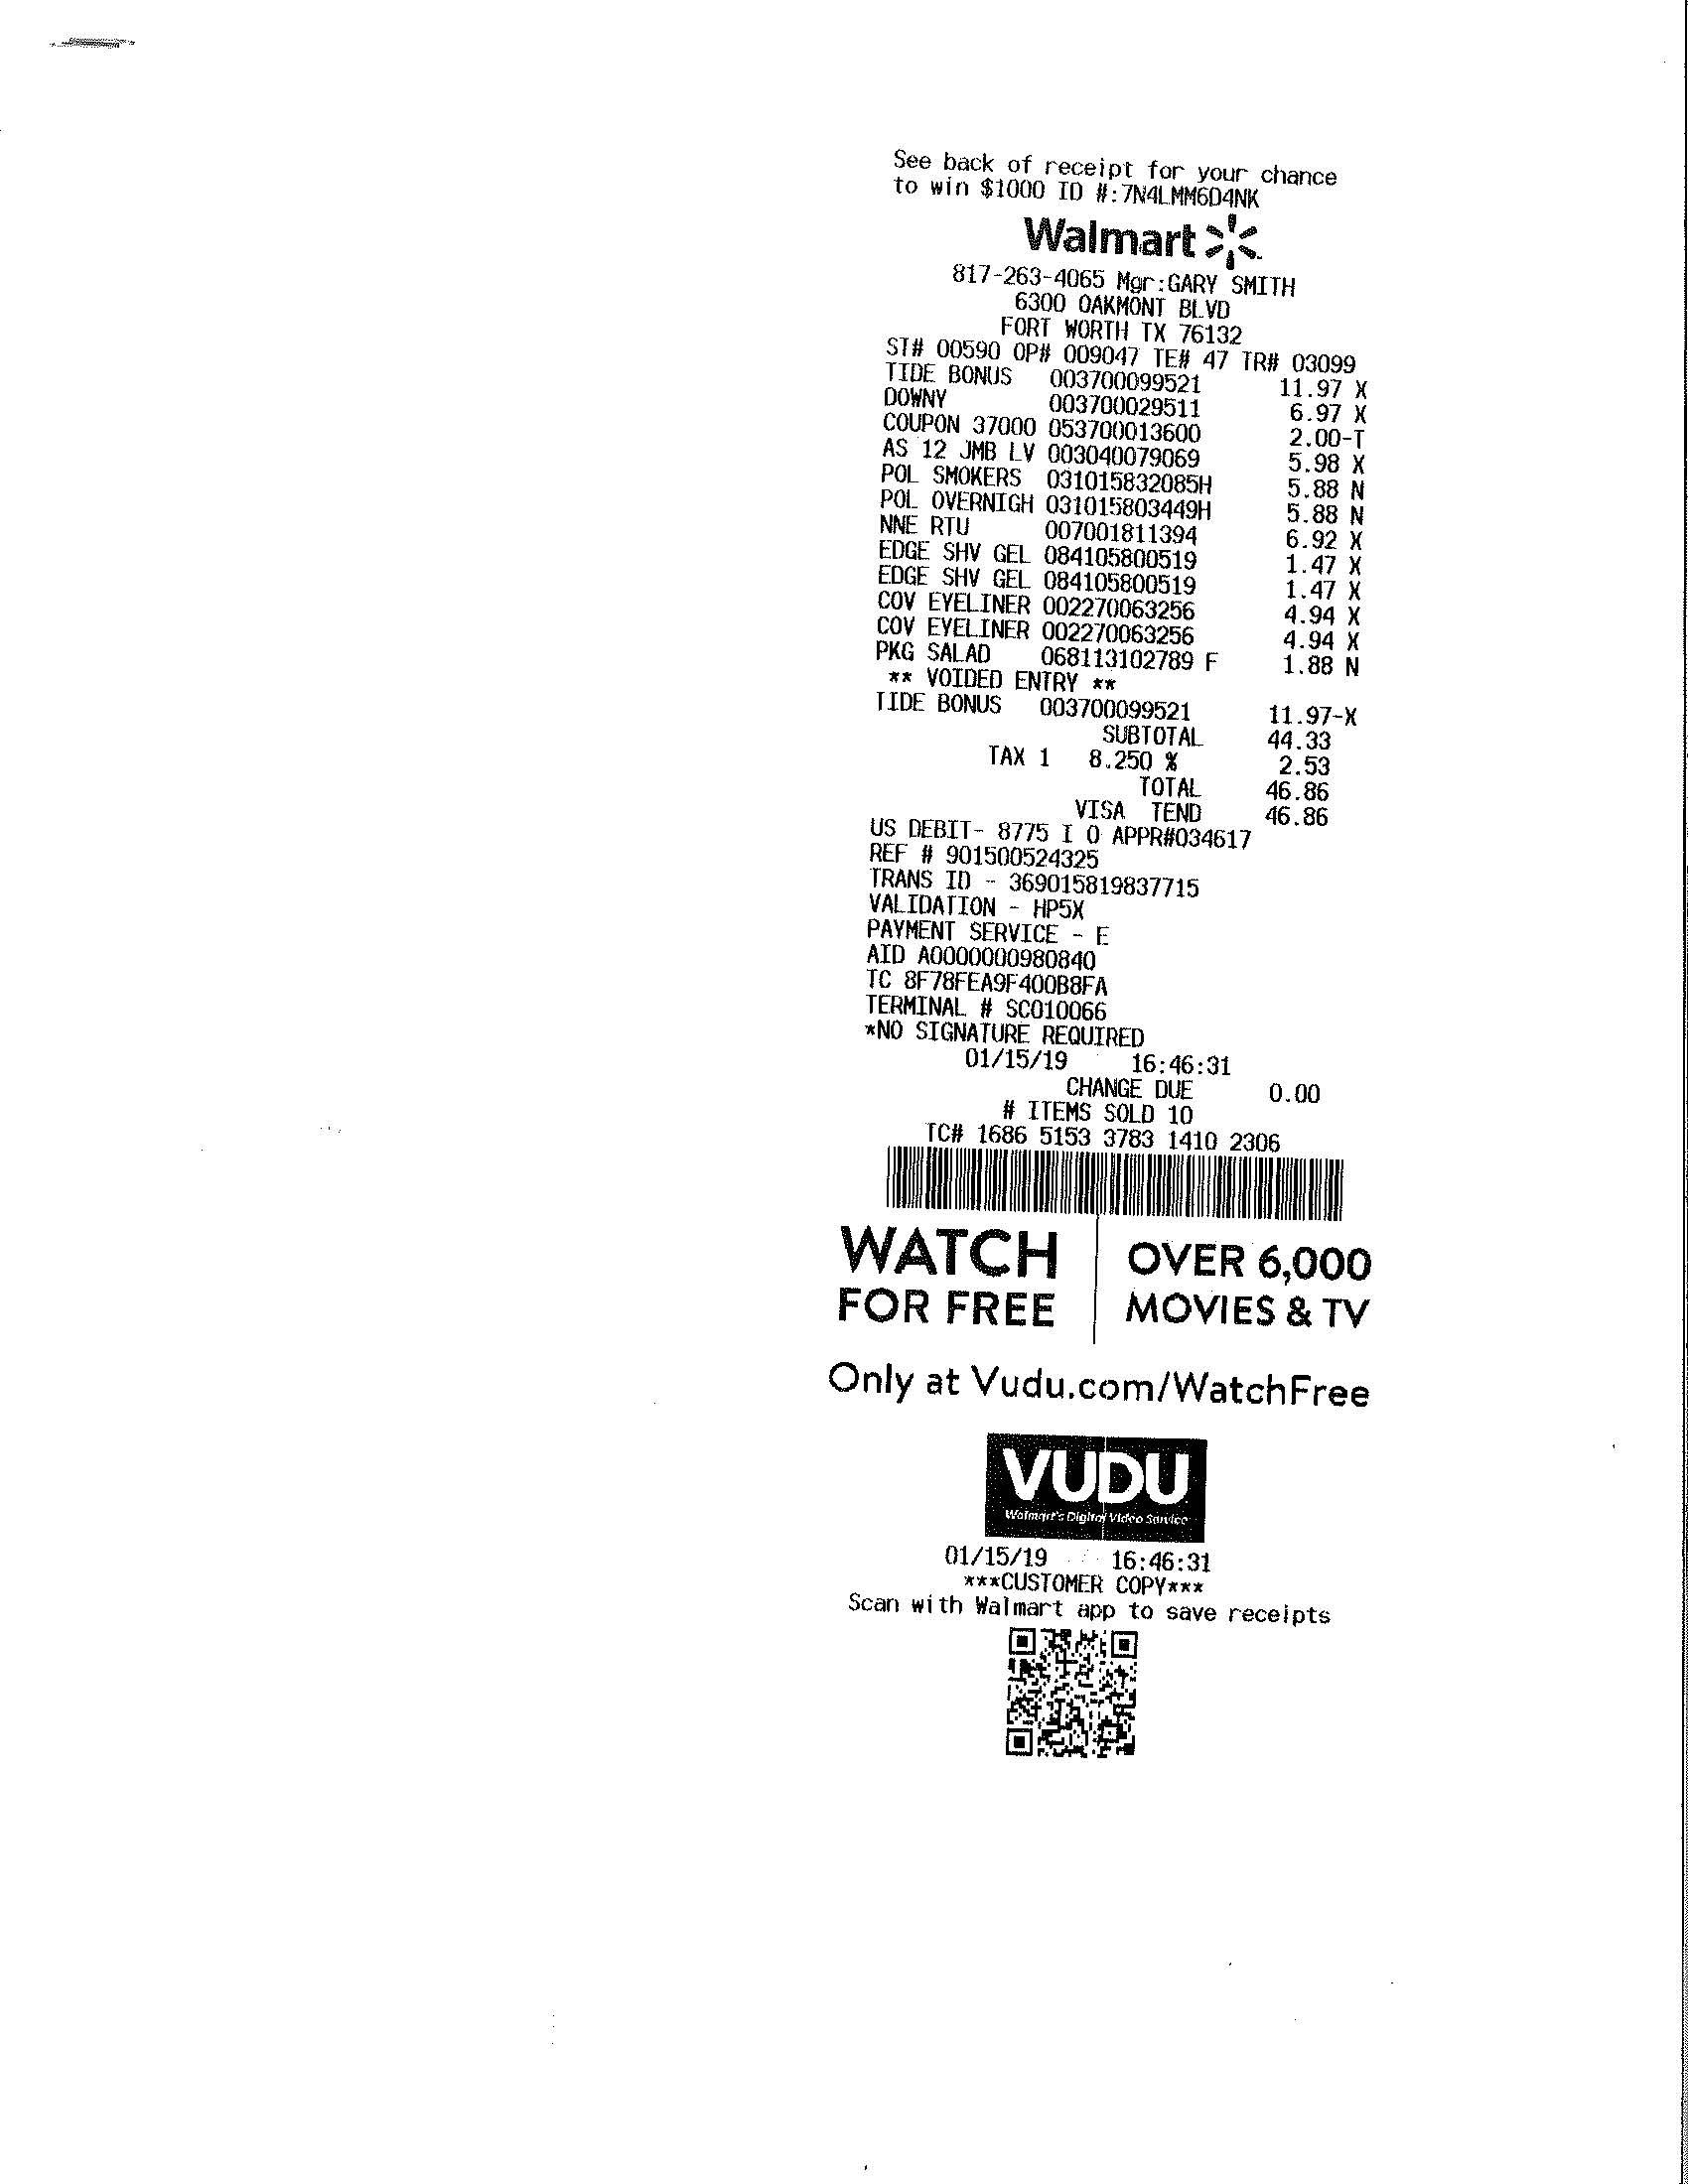 See back of receipt for your chance
to win $1000 ID #:7N4LMM6D4NK
Walmart
817-263-4065 Mgr:GARY SMITH
6300 OAKMONT BLVD
FORT WORTH TX 76132
ST# 00590 OP# 009047 TE# 47 TR# 03099
TIDE BONUS 003700099521 11.97 X
DOWNY 003700029511 6.97 X
COUPON 37000 053700013600 2.00-T
AS 12 JMB LV 003040079069 5.98 X
POL SMOKERS 031015832085H 5.88 N
POL OVERNIGH 031015803449H 5.88 N
NNE RTU 007001811394 6.92 X
EDGE SHV GEL 084105800519 1.47 X
EDGE SHV GEL 084105800519 1.47 X
COV EYELINER 002270063256 4.94 X
COV EYELINER 002270063256 4.94 X
PKG SALAD 068113102789 F 1.88 N
** VOIDED ENTRY **
TIDE BONUS 003700099521 11.97-X
SUBTOTAL 44.33
TAX 1 8.250 % 2.53
TOTAL 46.86
VISA TEND 46.86
US DEBIT- 8775 I 0 APPR#034617
REF # 901500524325
TRANS ID - 369015819837715
VALIDATION - HP5X
PAYMENT SERVICE - E
AID A0000000980840
TC 8F78FEA9F400B8FA
TERMINAL # SC010066
*NO SIGNATURE REQUIRED
01/15/19 16:46:31
CHANGE DUE 0.00
# ITEMS SOLD 10
TC# 1686 5153 3783 1410 2306
WATCH FOR FREE
OVER 6,000 MOVIES & TV
Only at Vudu.com/WatchFree
VUDU
Walmart's Digital Video Service
01/15/19 16:46:31
***CUSTOMER COPY***
Scan with Walmart app to save receipts